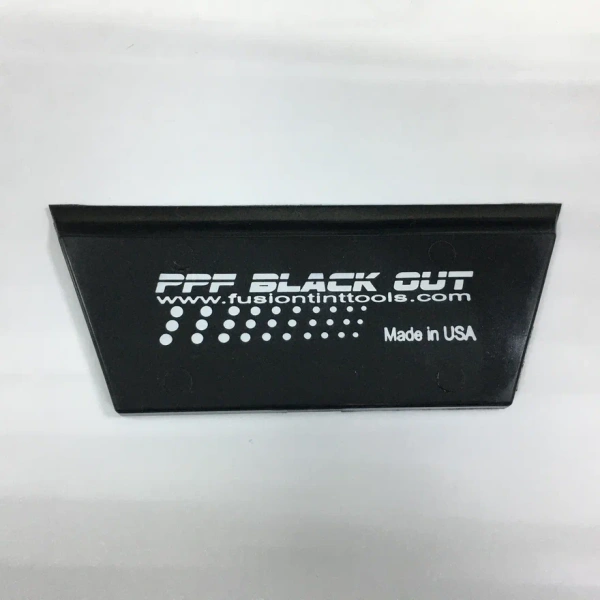 PPF BLACK OUT
www.fusiontinttools.com
Made in USA